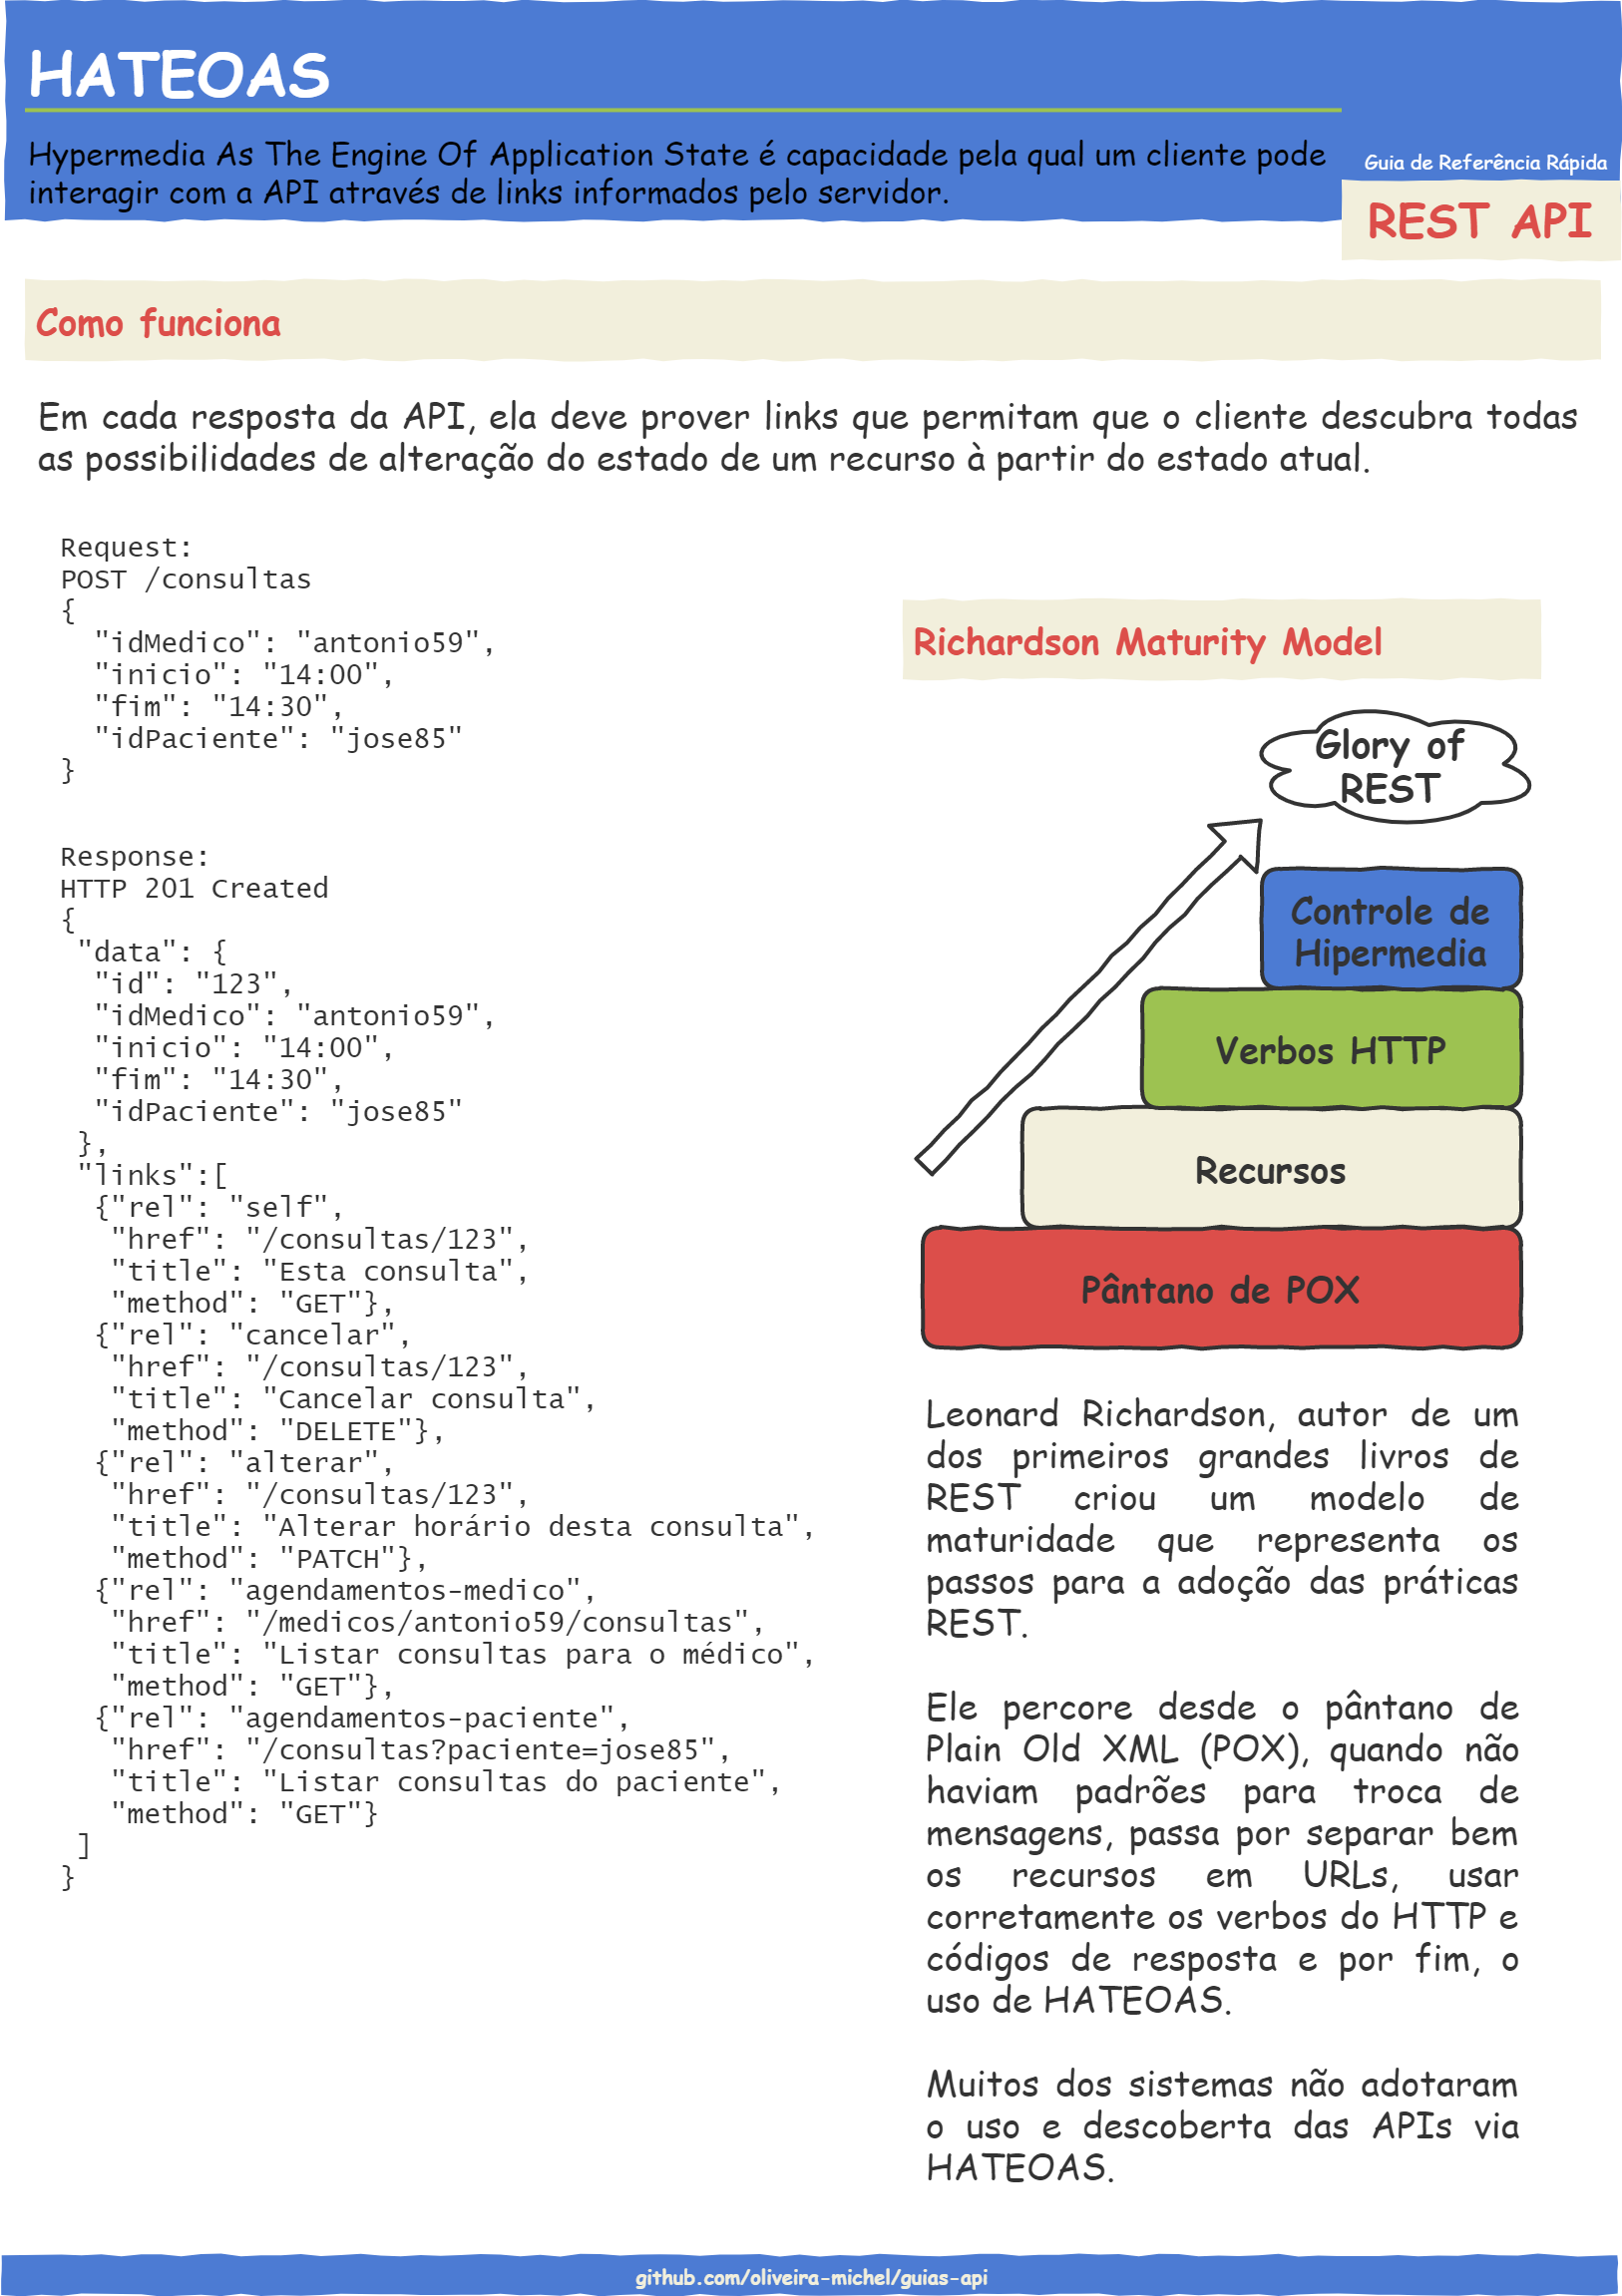 HATEOAS
Hypermedia As The Engine Of Application State é capacidade pela qual um cliente pode
interagir com a API através de links informados pelo servidor.
Guia de Referência Rápida
REST API
Como funciona
Em cada resposta da API, ela deve prover links que permitam que o cliente descubra todas
as possibilidades de alteração do estado de um recurso à partir do estado atual.
Request:
POST /consultas
{
  "idMedico": "antonio59",
  "inicio": "14:00",
  "fim": "14:30",
  "idPaciente": "jose85"
}
Response:
HTTP 201 Created
{
 "data": {
  "id": "123",
  "idMedico": "antonio59",
  "inicio": "14:00",
  "fim": "14:30",
  "idPaciente": "jose85"
 },
 "links":[
  {"rel": "self",
   "href": "/consultas/123",
   "title": "Esta consulta",
   "method": "GET"},
  {"rel": "cancelar",
   "href": "/consultas/123",
   "title": "Cancelar consulta",
   "method": "DELETE"},
  {"rel": "alterar",
   "href": "/consultas/123",
   "title": "Alterar horário desta consulta",
   "method": "PATCH"},
  {"rel": "agendamentos-medico",
   "href": "/medicos/antonio59/consultas",
   "title": "Listar consultas para o médico",
   "method": "GET"},
  {"rel": "agendamentos-paciente",
   "href": "/consultas?paciente=jose85",
   "title": "Listar consultas do paciente",
   "method": "GET"}
 ]
}
Richardson Maturity Model
Glory of
REST
Controle de
Hipermedia
Verbos HTTP
Recursos
Pântano de POX
Leonard Richardson, autor de um
dos primeiros grandes livros de
REST criou um modelo de
maturidade que representa os
passos para a adoção das práticas
REST.
Ele percore desde o pântano de
Plain Old XML (POX), quando não
haviam padrões para troca de
mensagens, passa por separar bem
os recursos em URLs, usar
corretamente os verbos do HTTP e
códigos de resposta e por fim, o
uso de HATEOAS.
Muitos dos sistemas não adotaram
o uso e descoberta das APIs via
HATEOAS.
github.com/oliveira-michel/guias-api